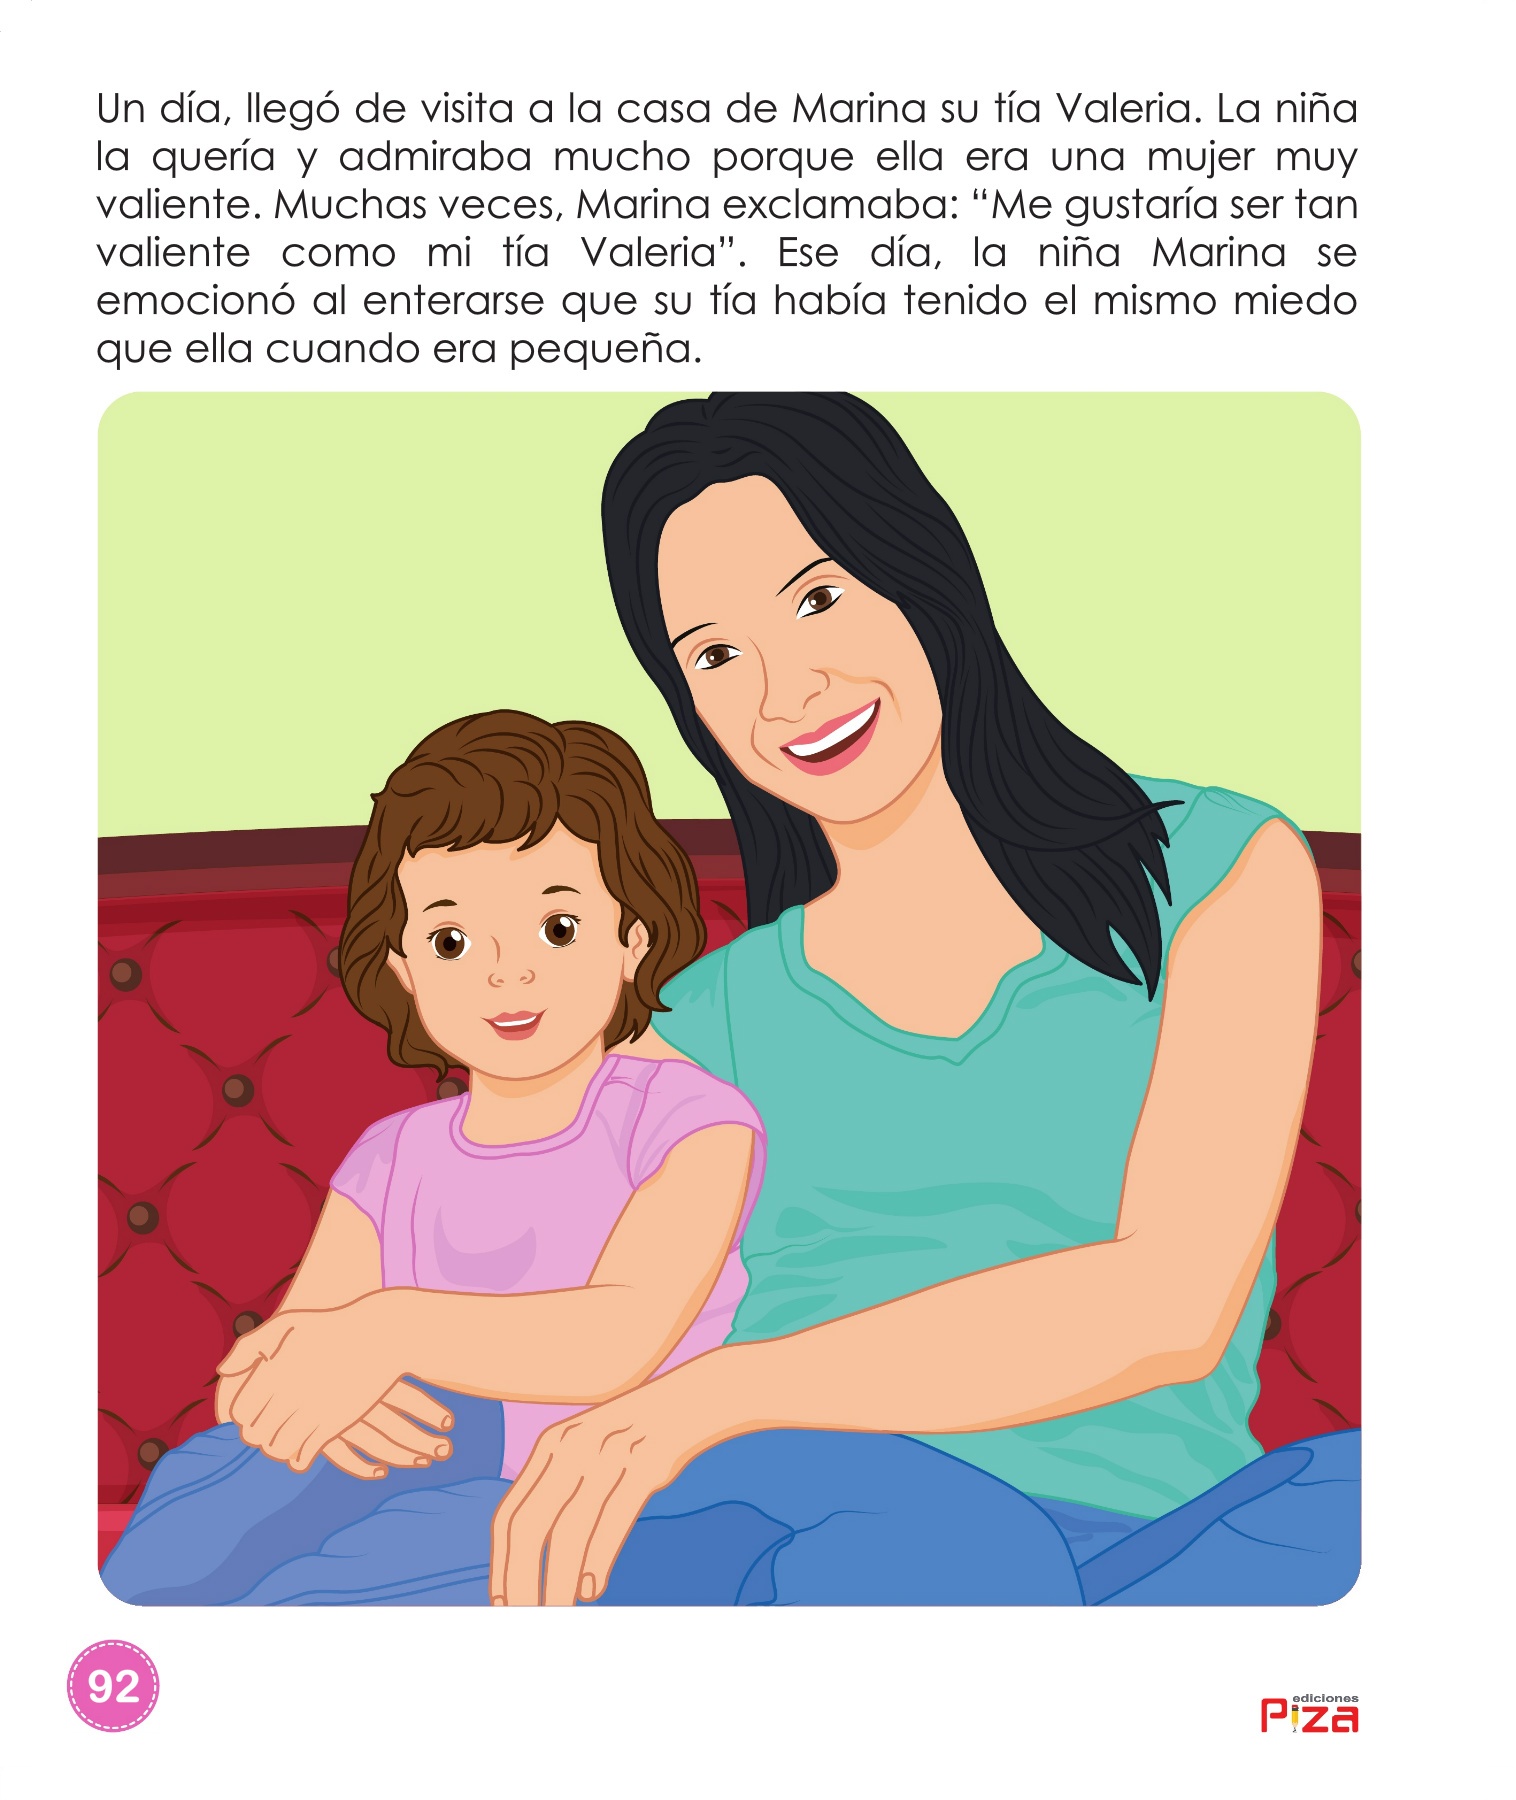 Un día, llegó de visita a la casa de Marina su tía Valeria. La niña
la quería y admiraba mucho porque ella era una mujer muy
valiente. Muchas veces, Marina exclamaba: “Me gustaría ser tan
valiente como mi tía Valeria”. Ese día, la niña Marina se
emocionó al enterarse que su tía había tenido el mismo miedo
que ella cuando era pequeña.
92
ediciones
Piza